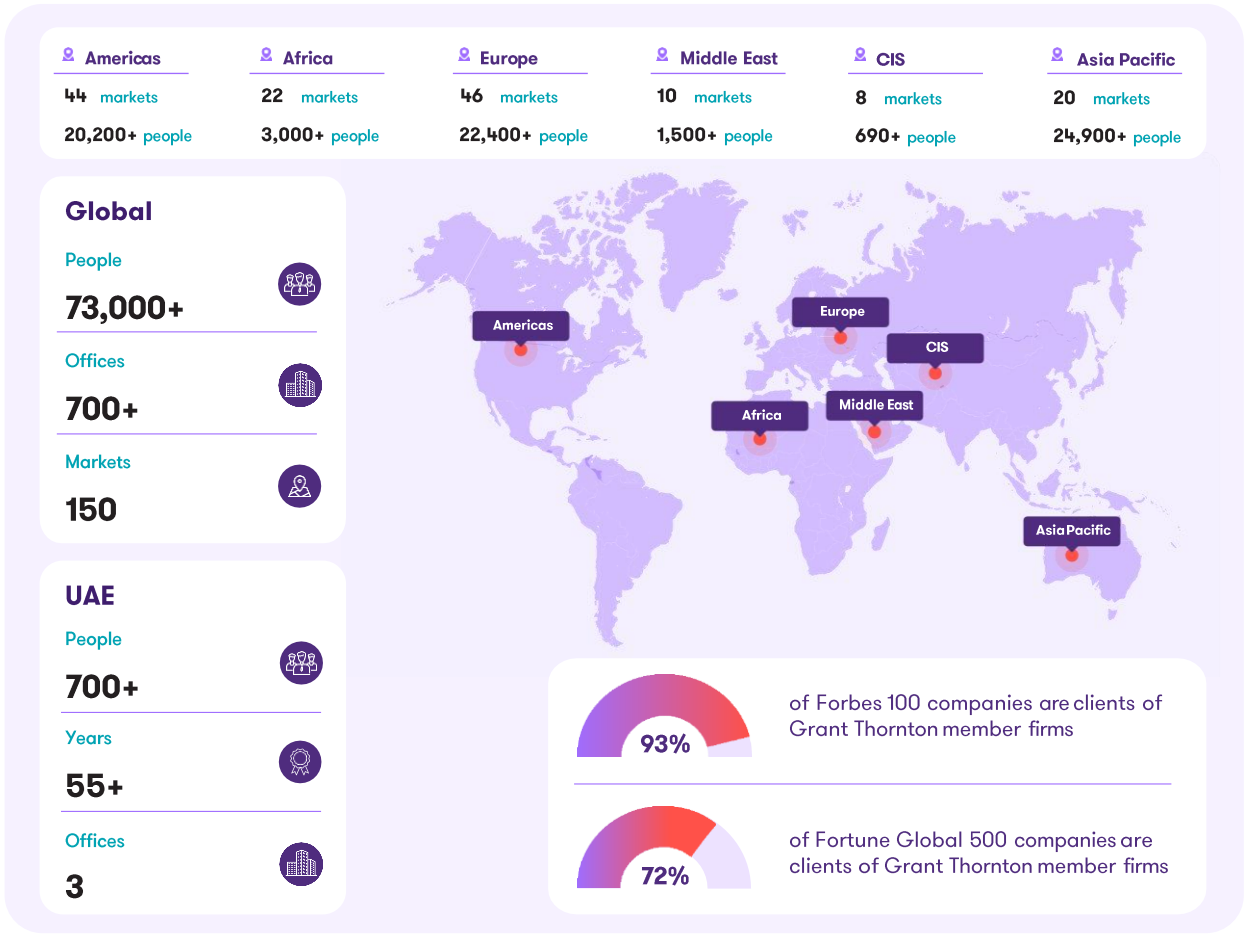 Americas
44 markets
20,200+ people
Africa
22 markets
3,000+ people
Europe
46 markets
22,400+ people
Middle East
10 markets
1,500+ people
CIS
8 markets
690+ people
Asia Pacific
20 markets
24,900+ people
Global
People
73,000+
Offices
700+
Markets
150
UAE
People
700+
Years
55+
Offices
3
Americas
Europe
CIS
Africa
Middle East
Asia Pacific
93%
of Forbes 100 companies are clients of
Grant Thornton member firms
72%
of Fortune Global 500 companies are
clients of Grant Thornton member firms